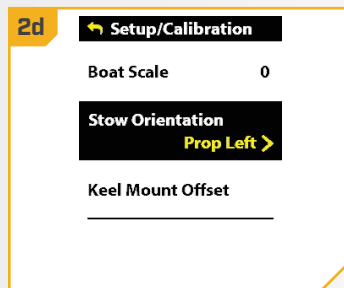 2d
Setup/Calibration
Boat Scale 0
Stow Orientation
Prop Left >
Keel Mount Offset